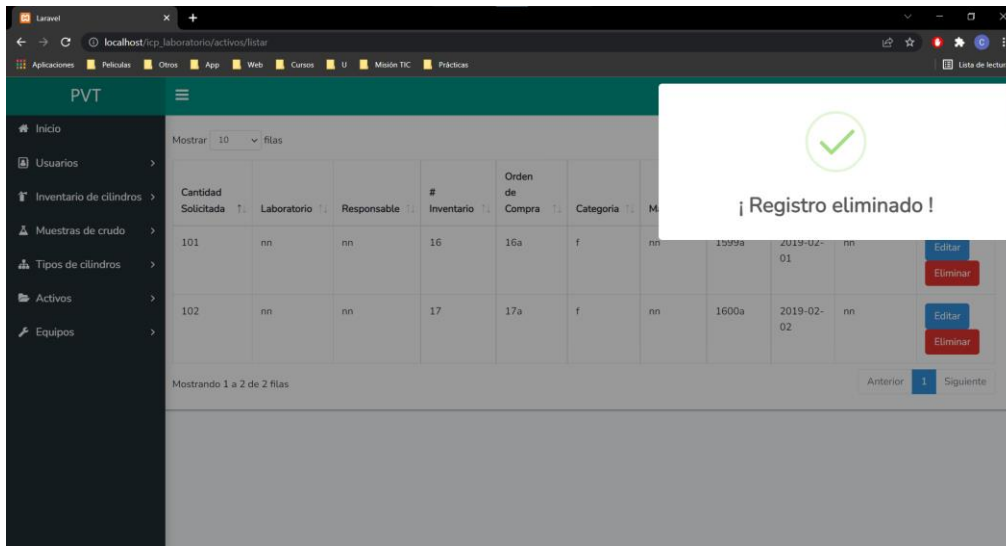 Laravel
localhost/icp_laboratorio/activos/listar
Aplicaciones Peliculas Otros App Web Cursos U Misión TIC Prácticas Lista de lectur
PVT
Inicio
Usuarios
Inventario de cilindros
Muestras de crudo
Tipos de cilindros
Activos
Equipos
Mostrar 10 filas
Cantidad Solicitada Laboratorio Responsable # Inventario Orden de Compra Categoria
101 nn nn 16 16a f nn 1599a 2019-02-01 nn Editar Eliminar
102 nn nn 17 17a f nn 1600a 2019-02-02 nn Editar Eliminar
Mostrando 1 a 2 de 2 filas
Anterior 1 Siguiente
¡ Registro eliminado !